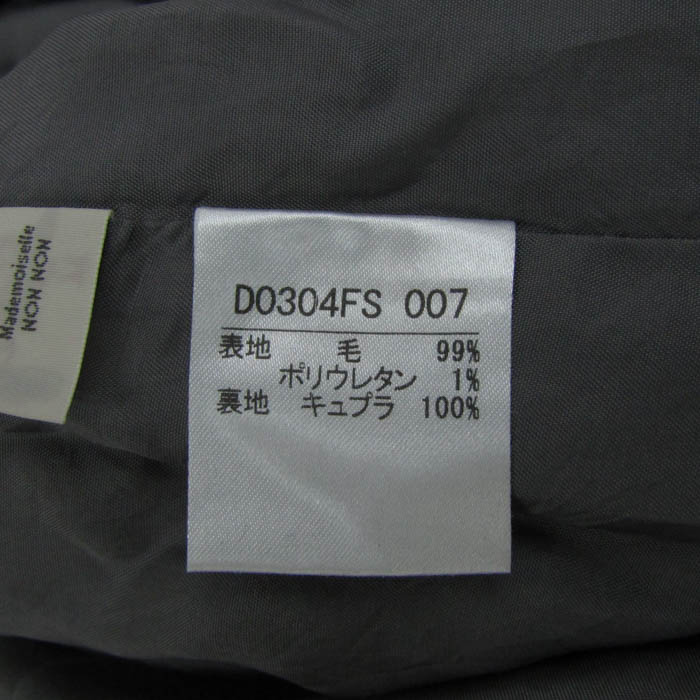 Mademoiselle
NON NON
D0304FS 007
表地 毛 99%
ポリウレタン 1%
裏地 キュプラ 100%